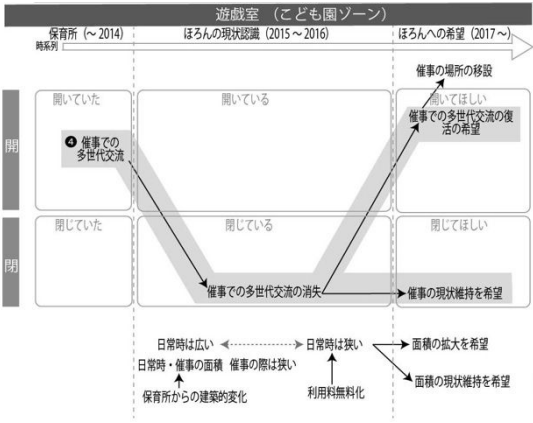 遊戯室 （こども園ゾーン）
保育所（～ 2014）
ほろんの現状認識（2015 ～ 2016）
ほろんへの希望（2017 ～）
時系列
催事の場所の移設
開いていた
開いている
開いてほしい
開
❹ 催事での
多世代交流
催事での多世代交流の復
活の希望
閉じていた
閉じている
閉じてほしい
閉
催事での多世代交流の消失
催事の現状維持を希望
日常時は広い
日常時は狭い
面積の拡大を希望
日常時・催事の面積
催事の際は狭い
面積の現状維持を希望
保育所からの建築的変化
利用料無料化